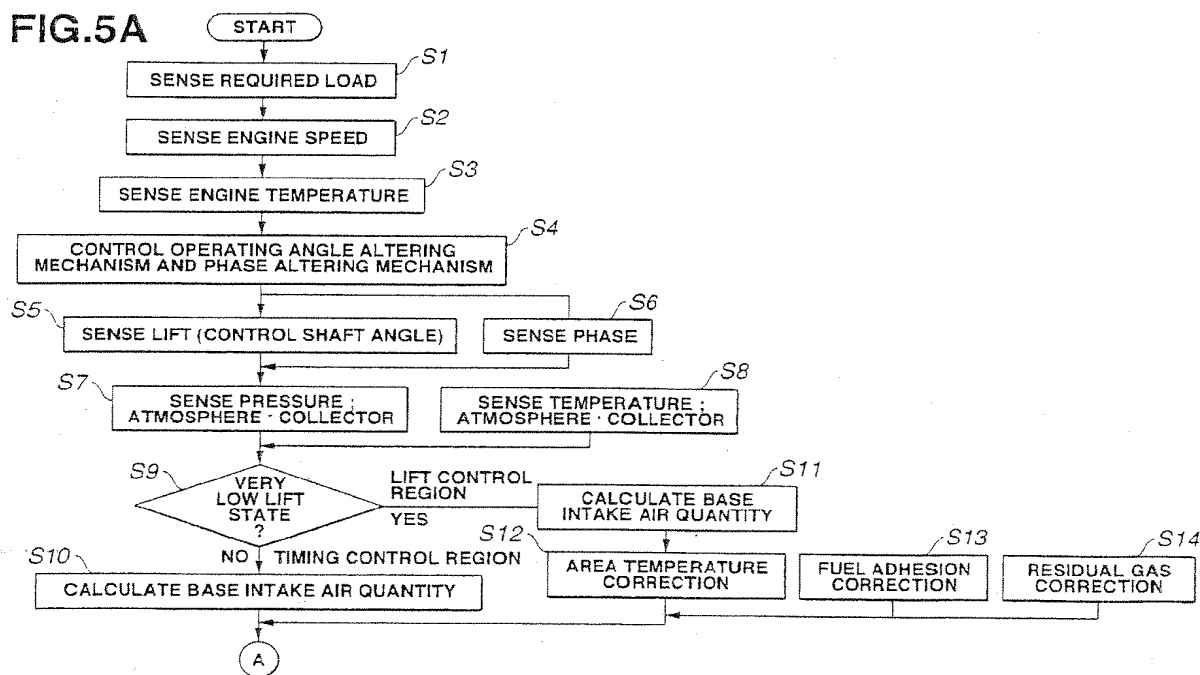 FIG.5A
START
S1
SENSE REQUIRED LOAD
S2
SENSE ENGINE SPEED
S3
SENSE ENGINE TEMPERATURE
S4
CONTROL OPERATING ANGLE ALTERING
MECHANISM AND PHASE ALTERING MECHANISM
S5
SENSE LIFT (CONTROL SHAFT ANGLE)
S6
SENSE PHASE
S7
SENSE PRESSURE ;
ATMOSPHERE · COLLECTOR
S8
SENSE TEMPERATURE ;
ATMOSPHERE · COLLECTOR
S9
VERY
LOW LIFT
STATE
?
LIFT CONTROL
REGION
YES
S11
CALCULATE BASE
INTAKE AIR QUANTITY
NO
TIMING CONTROL REGION
S10
CALCULATE BASE INTAKE AIR QUANTITY
S12
AREA TEMPERATURE
CORRECTION
S13
FUEL ADHESION
CORRECTION
S14
RESIDUAL GAS
CORRECTION
A